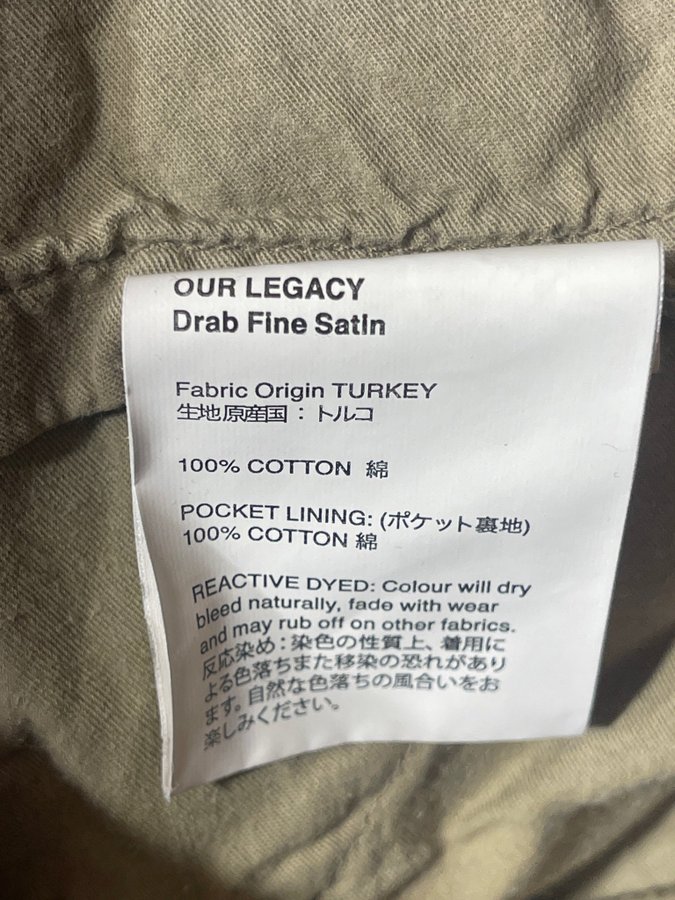 OUR LEGACY
Drab Fine Satin
Fabric Origin TURKEY
生地原産国：トルコ
100% COTTON 綿
POCKET LINING: (ポケット裏地)
100% COTTON 綿
REACTIVE DYED: Colour will dry
bleed naturally, fade with wear
and may rub off on other fabrics.
反応染め：染色の性質上、着用に
よる色落ちまた移染の恐れがあり
ます。自然な色落ちの風合いをお
楽しみください。